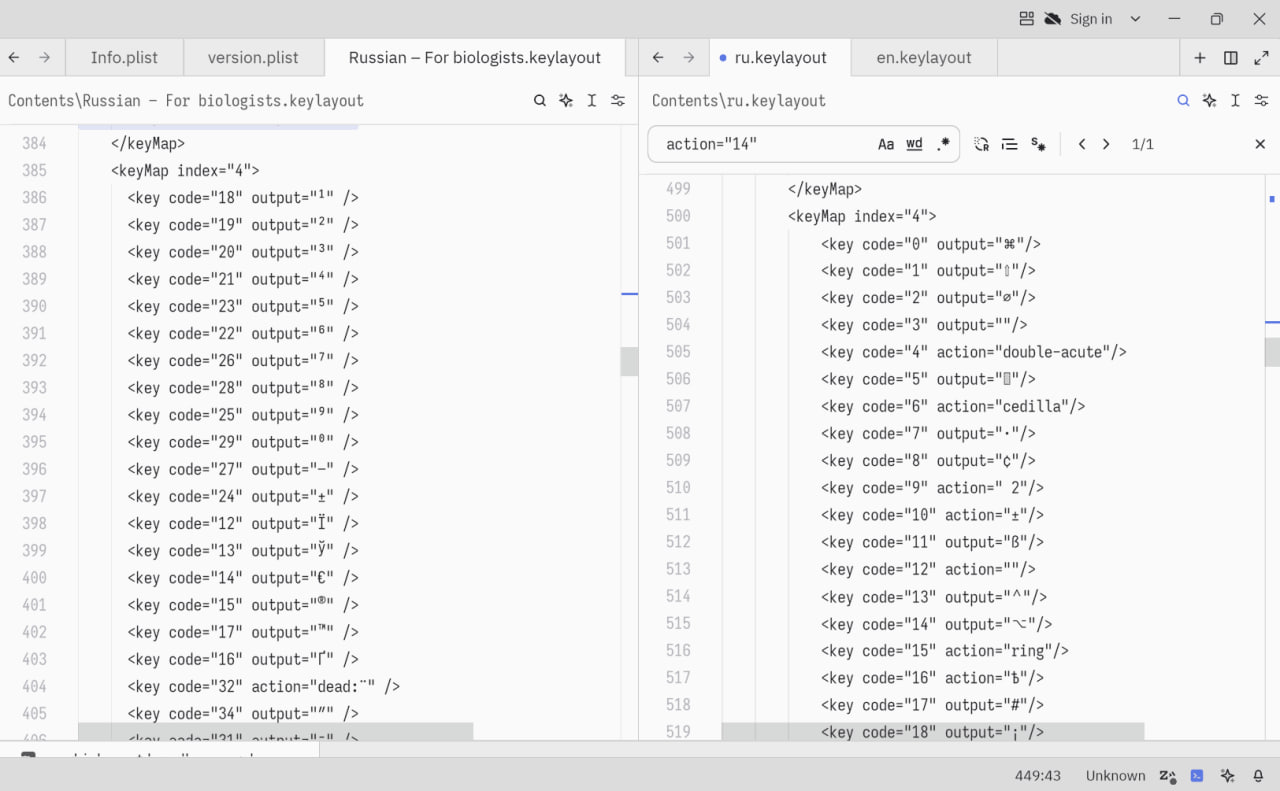 Sign in
Info.plist
version.plist
Russian – For biologists.keylayout
ru.keylayout
en.keylayout
Contents\Russian – For biologists.keylayout
Contents\ru.keylayout
action="14"
Aa
wd
1/1
384 </keyMap>
385 <keyMap index="4">
386 <key code="18" output="¹" />
387 <key code="19" output="²" />
388 <key code="20" output="³" />
389 <key code="21" output="⁴" />
390 <key code="23" output="⁵" />
391 <key code="22" output="⁶" />
392 <key code="26" output="⁷" />
393 <key code="28" output="⁸" />
394 <key code="25" output="⁹" />
395 <key code="29" output="⁰" />
396 <key code="27" output="—" />
397 <key code="24" output="±" />
398 <key code="12" output="Ї" />
399 <key code="13" output="Ў" />
400 <key code="14" output="€" />
401 <key code="15" output="®" />
402 <key code="17" output="™" />
403 <key code="16" output="Ґ" />
404 <key code="32" action="dead:¨" />
405 <key code="34" output="″" />
499 </keyMap>
500 <keyMap index="4">
501 <key code="0" output="⌘"/>
502 <key code="1" output="⇧"/>
503 <key code="2" output="⌀"/>
504 <key code="3" output=""/>
505 <key code="4" action="double-acute"/>
506 <key code="5" output=""/>
507 <key code="6" action="cedilla"/>
508 <key code="7" output="·"/>
509 <key code="8" output="¢"/>
510 <key code="9" action=" 2"/>
511 <key code="10" action="±"/>
512 <key code="11" output="ß"/>
513 <key code="12" action=""/>
514 <key code="13" output="⌃"/>
515 <key code="14" output="⌥"/>
516 <key code="15" action="ring"/>
517 <key code="16" action="ѣ"/>
518 <key code="17" output="#"/>
519 <key code="18" output="¡"/>
449:43
Unknown